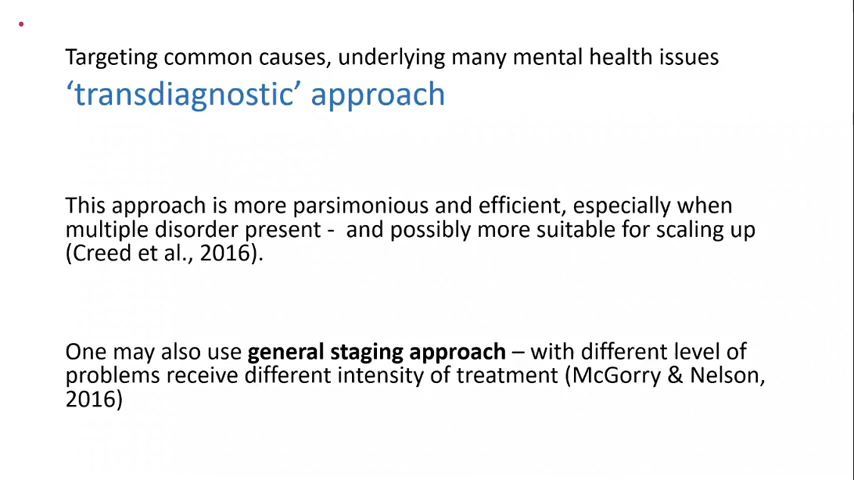 Targeting common causes, underlying many mental health issues
‘transdiagnostic’ approach
This approach is more parsimonious and efficient, especially when
multiple disorder present - and possibly more suitable for scaling up
(Creed et al., 2016).
One may also use general staging approach – with different level of
problems receive different intensity of treatment (McGorry & Nelson,
2016)